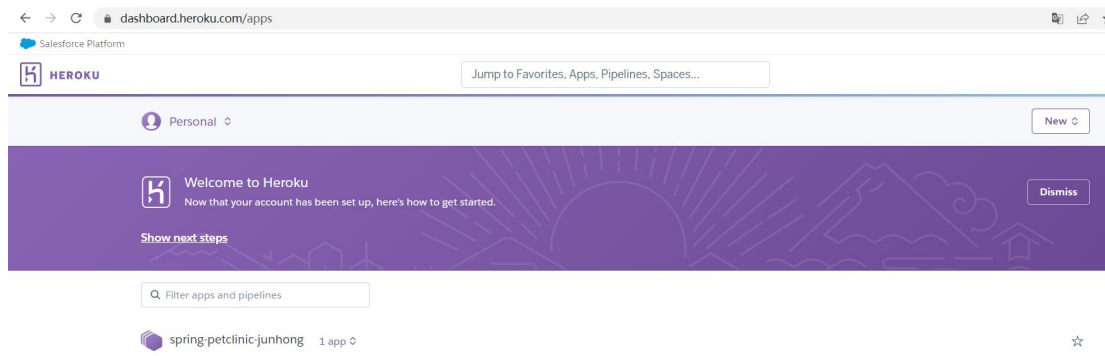 dashboard.heroku.com/apps
Salesforce Platform
HEROKU
Jump to Favorites, Apps, Pipelines, Spaces...
Personal
New
Welcome to Heroku
Now that your account has been set up, here's how to get started.
Dismiss
Show next steps
Filter apps and pipelines
spring-petclinic-junhong 1 app